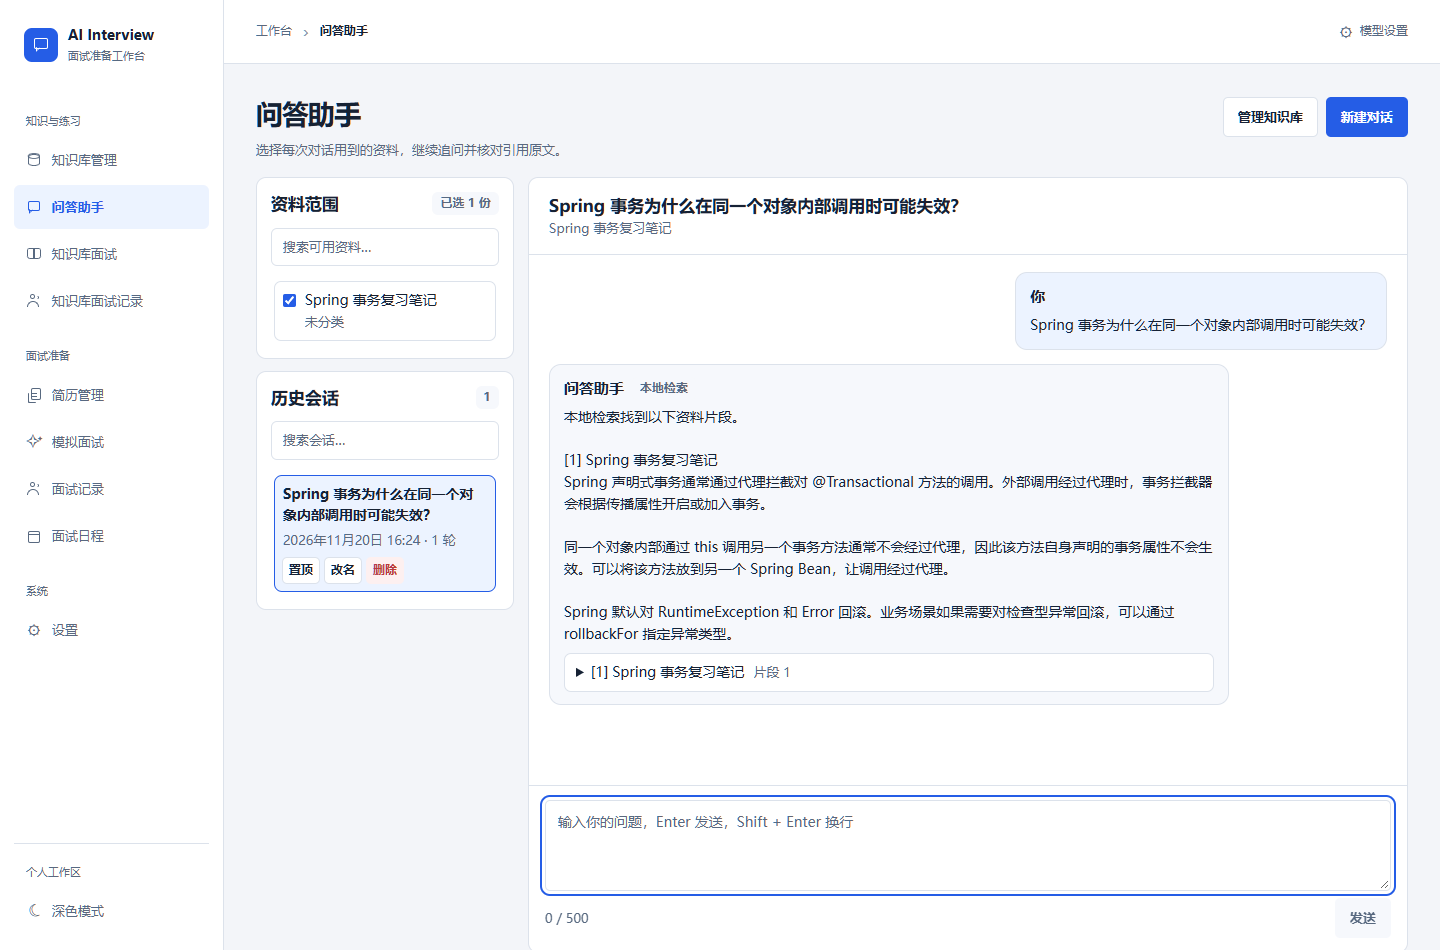 AI Interview
面试准备工作台
知识与练习
知识库管理
问答助手
知识库面试
知识库面试记录
面试准备
简历管理
模拟面试
面试记录
面试日程
系统
设置
个人工作区
深色模式
工作台 › 问答助手
模型设置
问答助手
选择每次对话用到的资料，继续追问并核对引用原文。
管理知识库
新建对话
资料范围
已选 1 份
搜索可用资料...
Spring 事务复习笔记
未分类
历史会话
1
搜索会话...
Spring 事务为什么在同一个对
象内部调用时可能失效？
2026年11月20日 16:24 · 1 轮
置顶
改名
删除
Spring 事务为什么在同一个对象内部调用时可能失效？
Spring 事务复习笔记
你
Spring 事务为什么在同一个对象内部调用时可能失效？
问答助手 本地检索
本地检索找到以下资料片段。
[1] Spring 事务复习笔记
Spring 声明式事务通常通过代理拦截对 @Transactional 方法的调用。外部调用经过代理时，事务拦截器
会根据传播属性开启或加入事务。
同一个对象内部通过 this 调用另一个事务方法通常不会经过代理，因此该方法自身声明的事务属性不会生
效。可以将该方法放到另一个 Spring Bean，让调用经过代理。
Spring 默认对 RuntimeException 和 Error 回滚。业务场景如果需要对检查型异常回滚，可以通过
rollbackFor 指定异常类型。
[1] Spring 事务复习笔记 片段 1
输入你的问题，Enter 发送，Shift + Enter 换行
0 / 500
发送